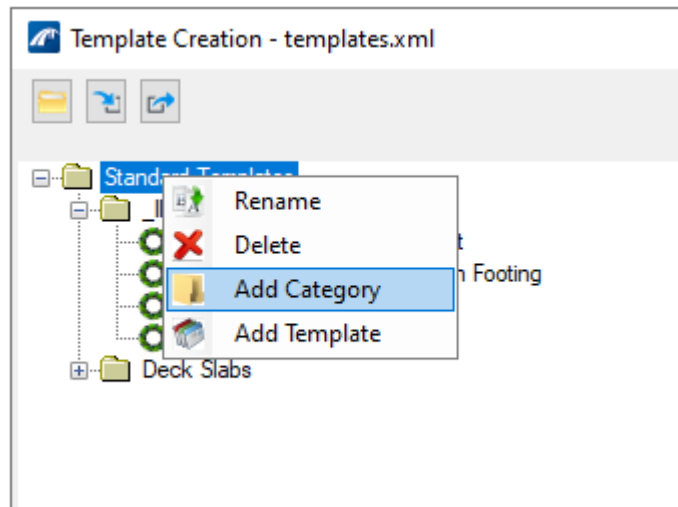 Template Creation - templates.xml
Standard Templates
Rename
Delete
Add Category
Footing
Add Template
Deck Slabs